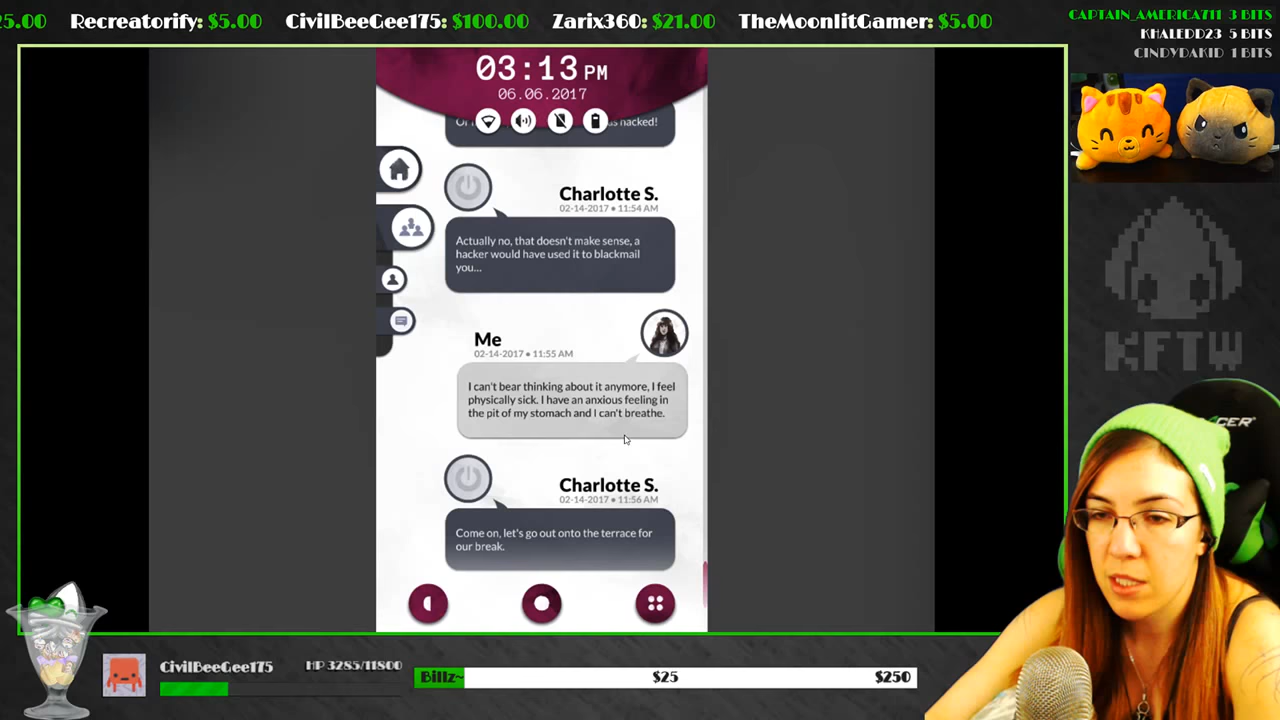 25.00 Recreatorify: $5.00 CivilBeeGee175: $100.00 Zarix360: $21.00 TheMoonlitGamer: $5.00
CAPTAIN_AMERICA711 3 BITS
KHALEDD23 5 BITS
CINDYDAKID 1 BITS
03:13 PM
06.06.2017
hacked!
Charlotte S.
02-14-2017 • 11:54 AM
Actually no, that doesn't make sense, a
hacker would have used it to blackmail
you...
Me
02-14-2017 • 11:55 AM
I can't bear thinking about it anymore, I feel
physically sick. I have an anxious feeling in
the pit of my stomach and I can't breathe.
Charlotte S.
02-14-2017 • 11:56 AM
Come on, let's go out onto the terrace for
our break.
KFTW
CER
CivilBeeGee175 HP 3285/11800
Billz~ $25 $250